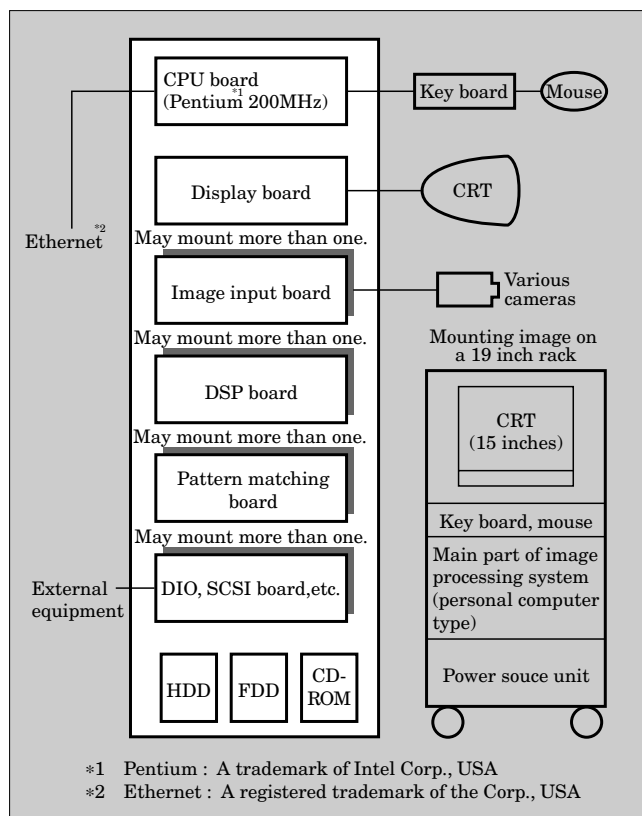 CPU board
(Pentium*1 200MHz)
Key board
Mouse
Display board
CRT
Ethernet*2
May mount more than one.
Image input board
Various
cameras
May mount more than one.
DSP board
May mount more than one.
Pattern matching
board
May mount more than one.
External
equipment
DIO, SCSI board,etc.
HDD
FDD
CD-
ROM
Mounting image on
a 19 inch rack
CRT
(15 inches)
Key board, mouse
Main part of image
processing system
(personal computer
type)
Power souce unit
*1 Pentium : A trademark of Intel Corp., USA
*2 Ethernet : A registered trademark of the Corp., USA